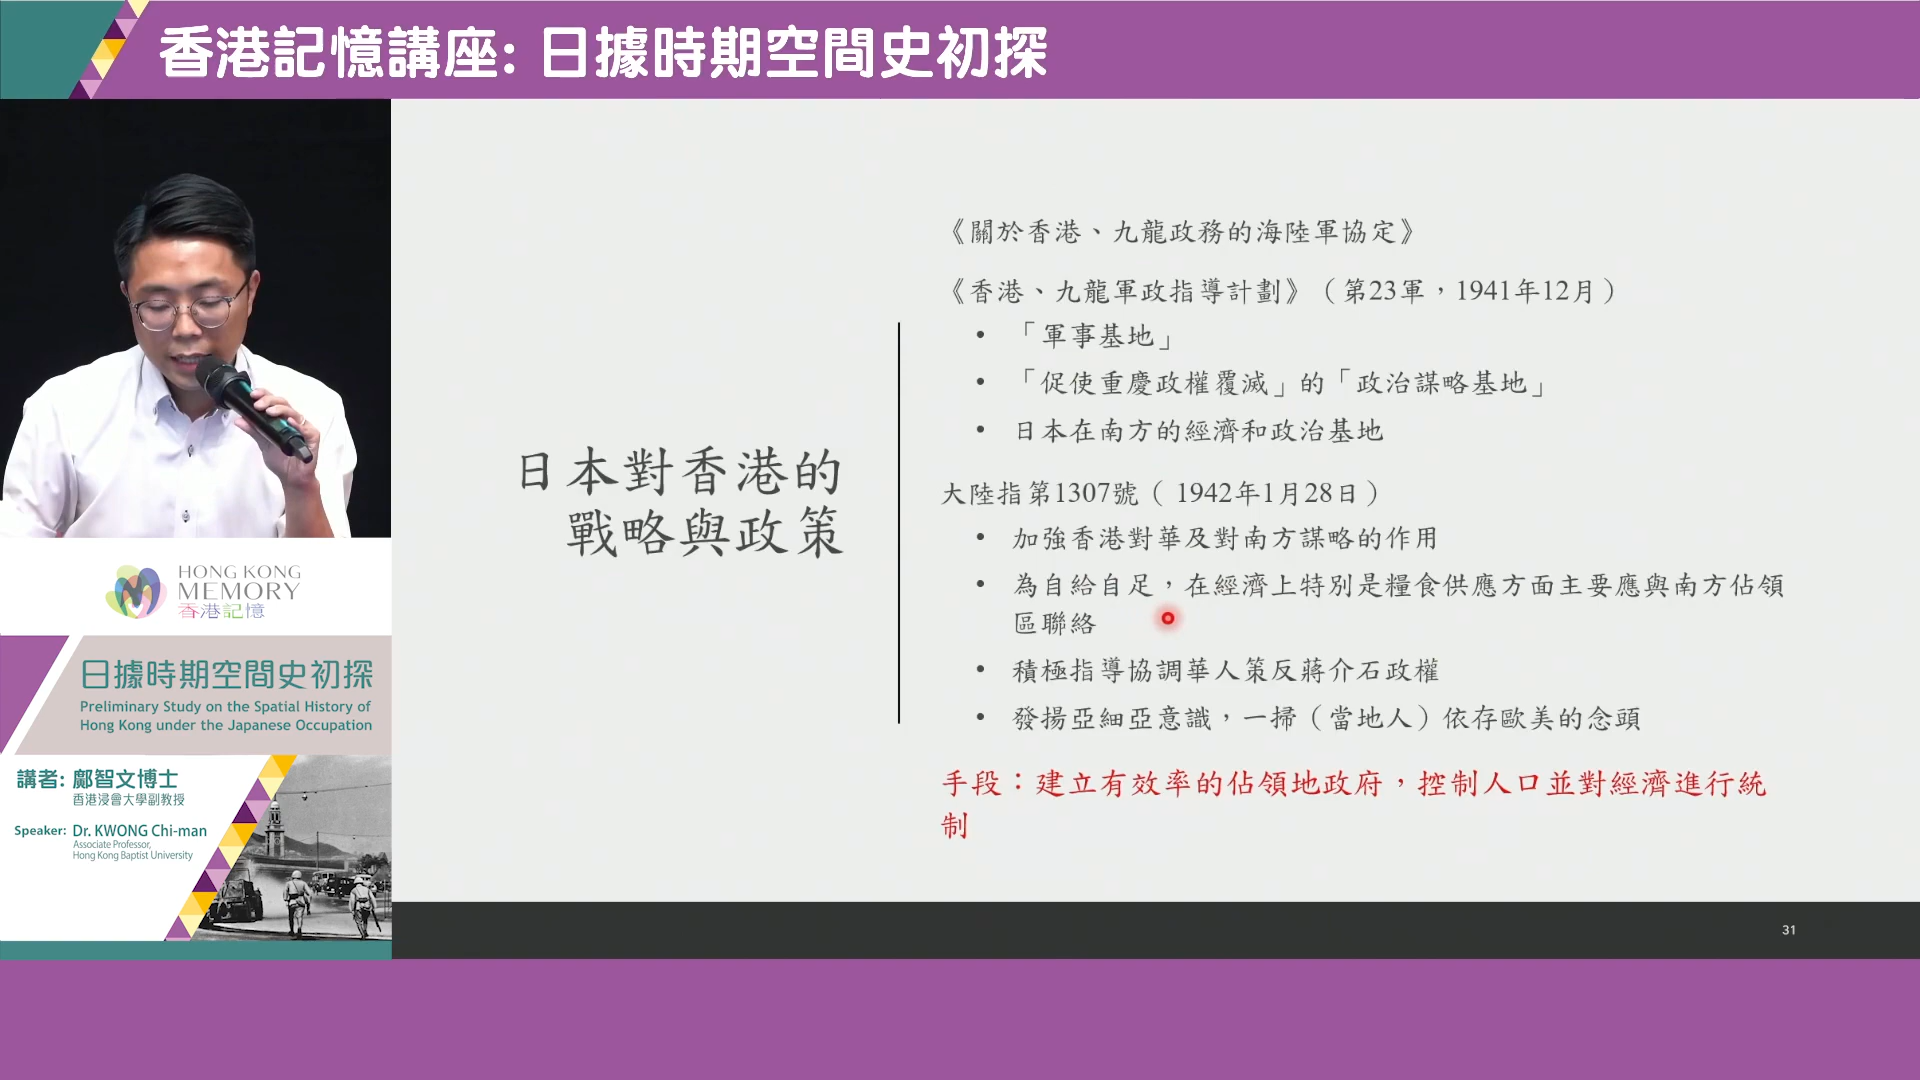 香港記憶講座: 日據時期空間史初探
HONG KONG
MEMORY
香港記憶
日據時期空間史初探
Preliminary Study on the Spatial History of
Hong Kong under the Japanese Occupation
講者: 鄺智文博士
香港浸會大學副教授
Speaker: Dr. KWONG Chi-man
Associate Professor,
Hong Kong Baptist University
日本對香港的
戰略與政策
《關於香港、九龍政務的海陸軍協定》
《香港、九龍軍政指導計劃》（第23軍，1941年12月）
• 「軍事基地」
• 「促使重慶政權覆滅」的「政治謀略基地」
• 日本在南方的經濟和政治基地
大陸指第1307號（ 1942年1月28日）
• 加強香港對華及對南方謀略的作用
• 為自給自足，在經濟上特別是糧食供應方面主要應與南方佔領
區聯絡
• 積極指導協調華人策反蔣介石政權
• 發揚亞細亞意識，一掃（當地人）依存歐美的念頭
手段：建立有效率的佔領地政府，控制人口並對經濟進行統
制
31